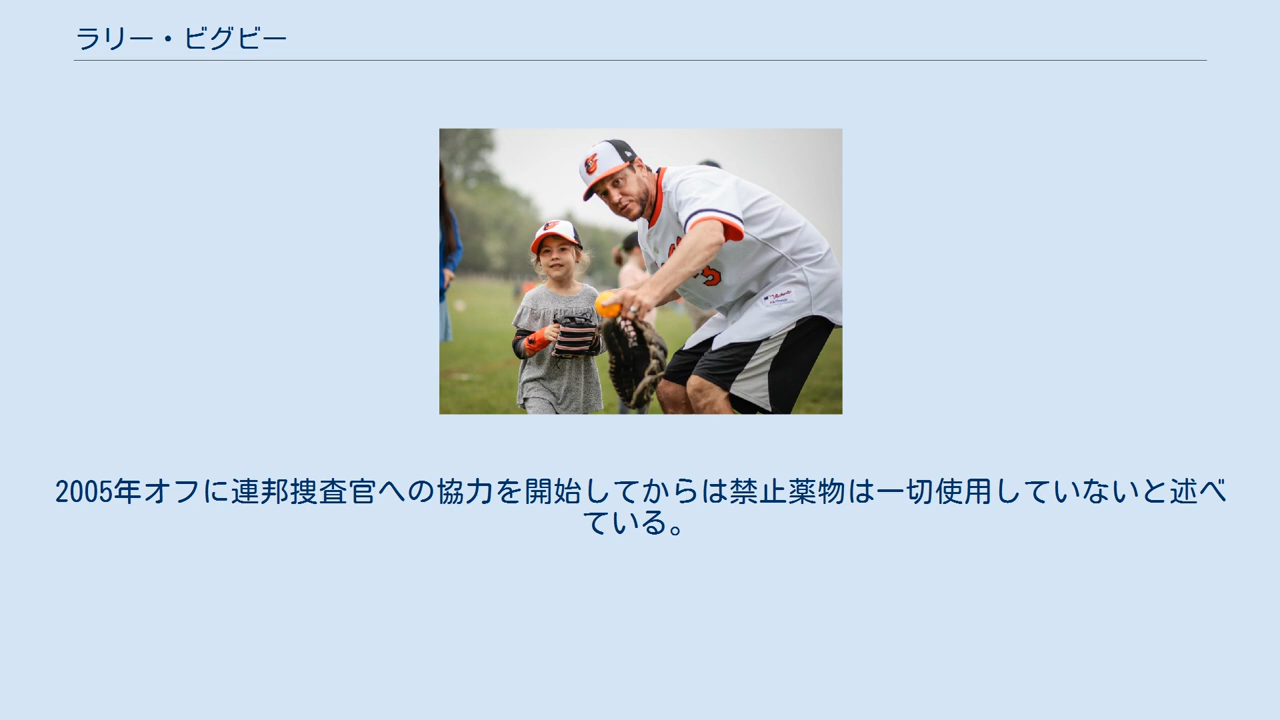 ラリー・ビグビー
2005年オフに連邦捜査官への協力を開始してからは禁止薬物は一切使用していないと述べ
ている。